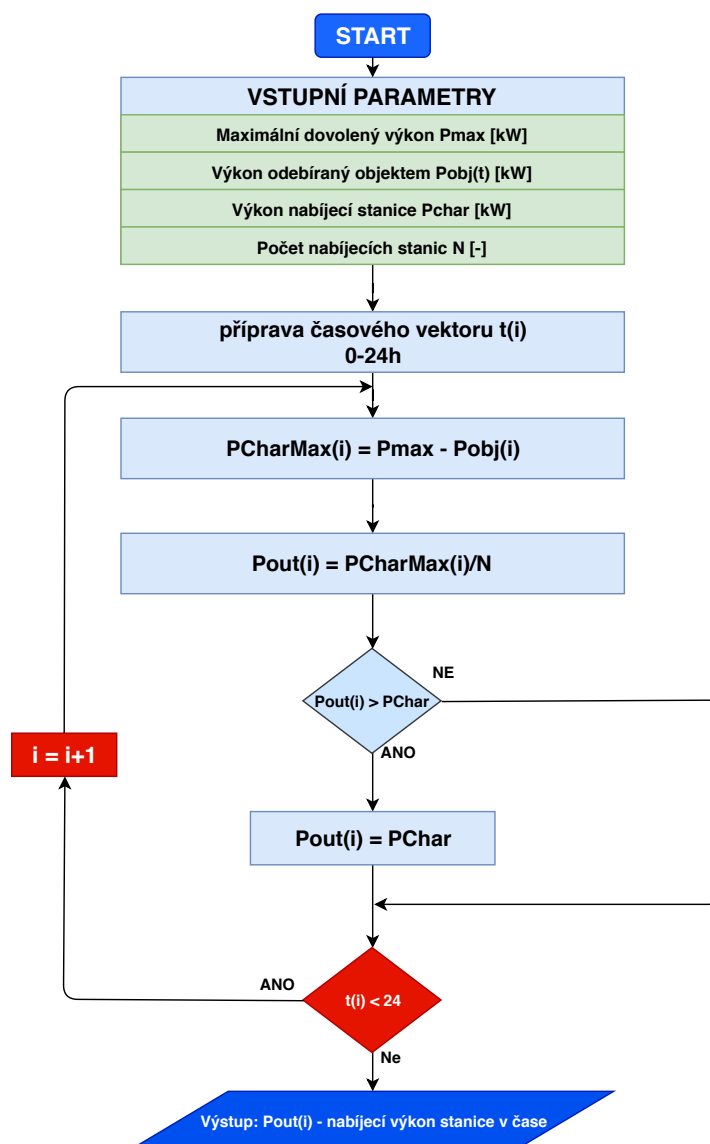 START
VSTUPNÍ PARAMETRY
Maximální dovolený výkon Pmax [kW]
Výkon odebíraný objektem Pobj(t) [kW]
Výkon nabíjecí stanice Pchar [kW]
Počet nabíjecích stanic N [-]
příprava časového vektoru t(i)
0-24h
PCharMax(i) = Pmax - Pobj(i)
Pout(i) = PCharMax(i)/N
NE
Pout(i) > PChar
i = i+1
ANO
Pout(i) = PChar
ANO
t(i) < 24
Ne
Výstup: Pout(i) - nabíjecí výkon stanice v čase